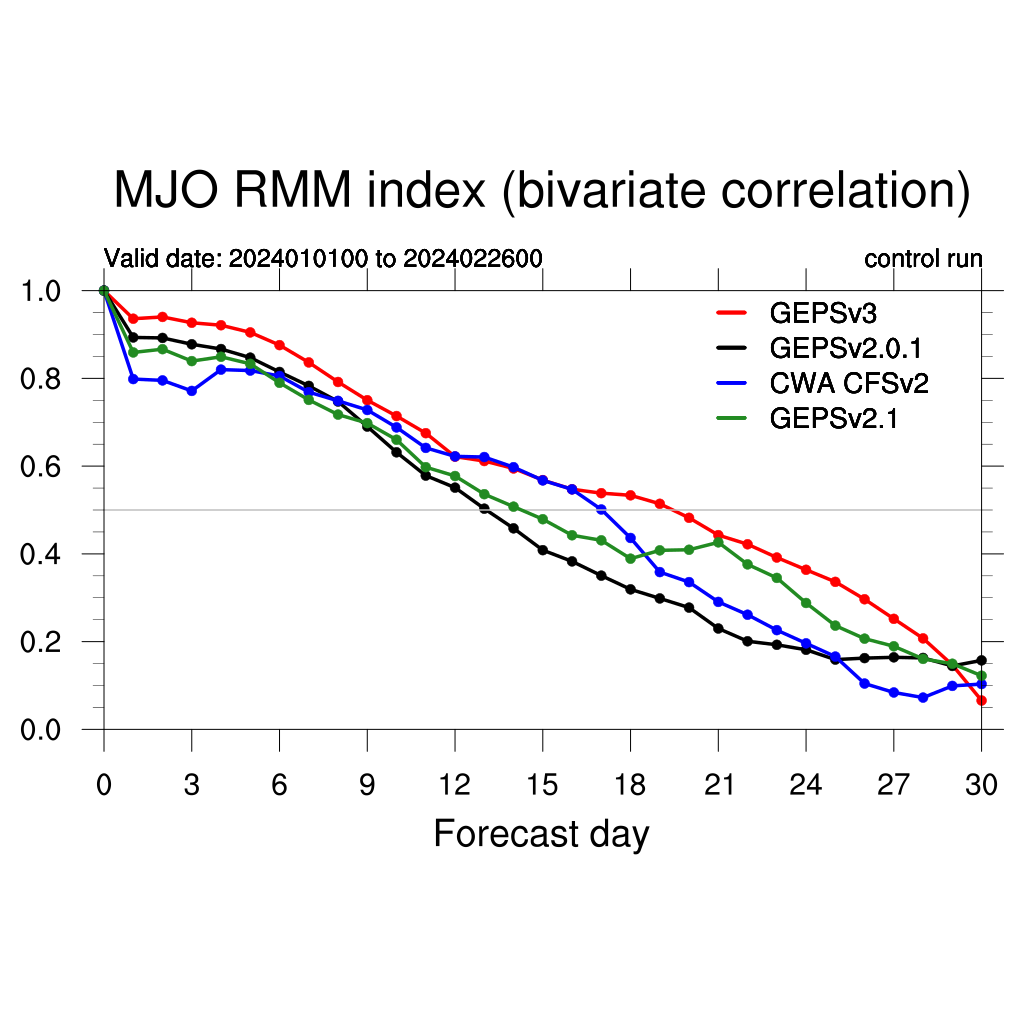 MJO RMM index (bivariate correlation)
Valid date: 2024010100 to 2024022600 control run
1.0
0.8
0.6
0.4
0.2
0.0
GEPSv3
GEPSv2.0.1
CWA CFSv2
GEPSv2.1
0 3 6 9 12 15 18 21 24 27 30
Forecast day